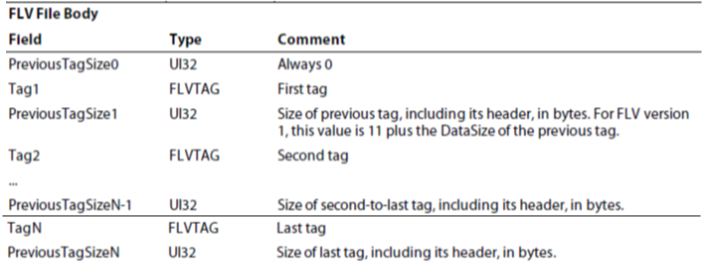 FLV File Body
Field Type Comment
PreviousTagSize0 UI32 Always 0
Tag1 FLVTAG First tag
PreviousTagSize1 UI32 Size of previous tag, including its header, in bytes. For FLV version
1, this value is 11 plus the DataSize of the previous tag.
Tag2 FLVTAG Second tag
...
PreviousTagSizeN-1 UI32 Size of second-to-last tag, including its header, in bytes.
TagN FLVTAG Last tag
PreviousTagSizeN UI32 Size of last tag, including its header, in bytes.